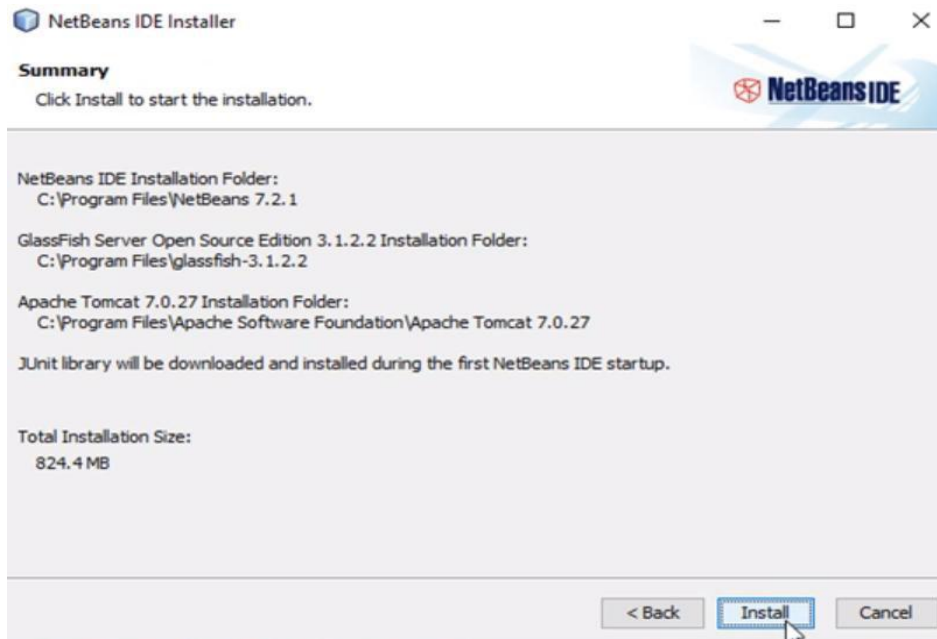 NetBeans IDE Installer
Summary
Click Install to start the installation.
NetBeans IDE
NetBeans IDE Installation Folder:
C:\Program Files\NetBeans 7.2.1
GlassFish Server Open Source Edition 3.1.2.2 Installation Folder:
C:\Program Files\glassfish-3.1.2.2
Apache Tomcat 7.0.27 Installation Folder:
C:\Program Files\Apache Software Foundation\Apache Tomcat 7.0.27
JUnit library will be downloaded and installed during the first NetBeans IDE startup.
Total Installation Size:
824.4 MB
< Back Install Cancel